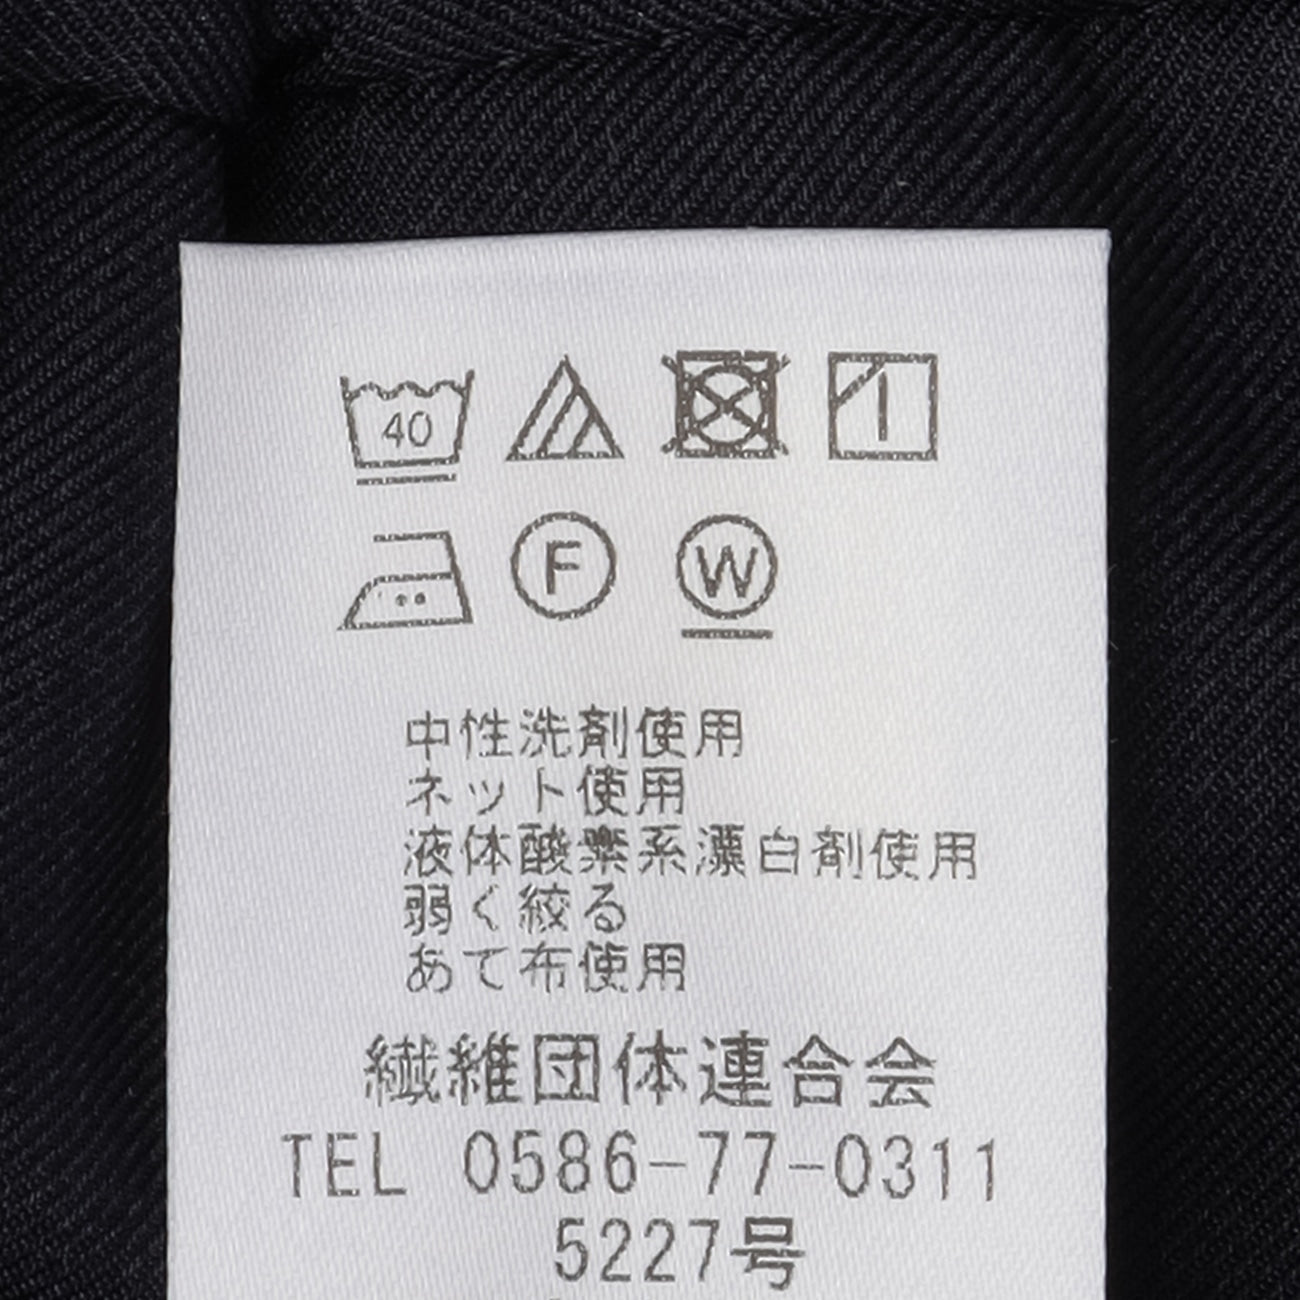 40
F W
中性洗剤使用
ネット使用
液体酸素系漂白剤使用
弱く絞る
あて布使用
繊維団体連合会
TEL 0586-77-0311
5227号